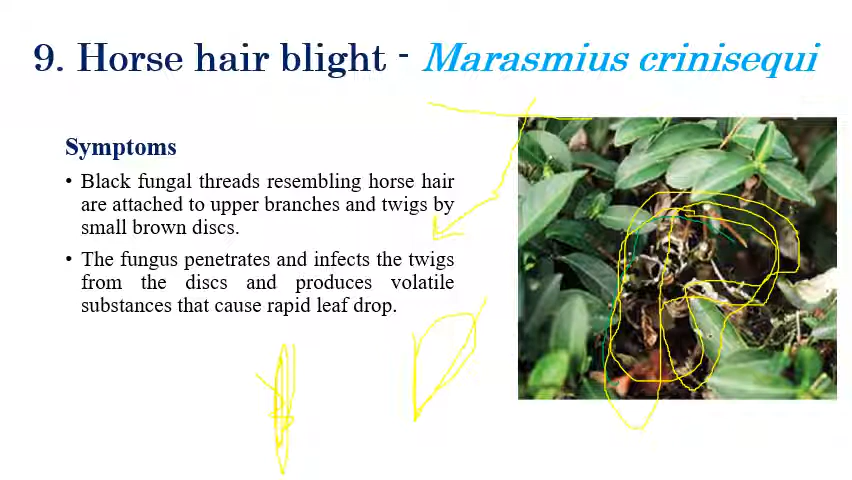 9. Horse hair blight - Marasmius crinisequi
Symptoms
• Black fungal threads resembling horse hair
are attached to upper branches and twigs by
small brown discs.
• The fungus penetrates and infects the twigs
from the discs and produces volatile
substances that cause rapid leaf drop.